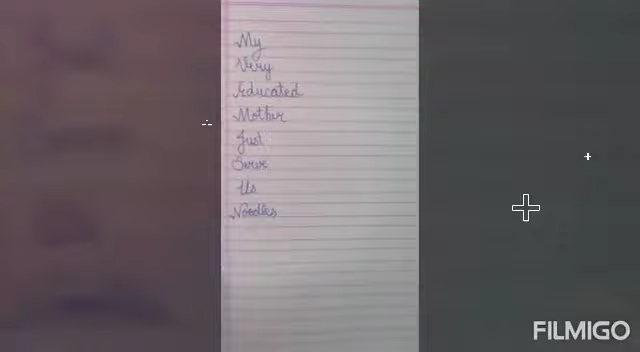 My
Very
Educated
Mother
Just
Serve
Us
Noodles
FILMIGO